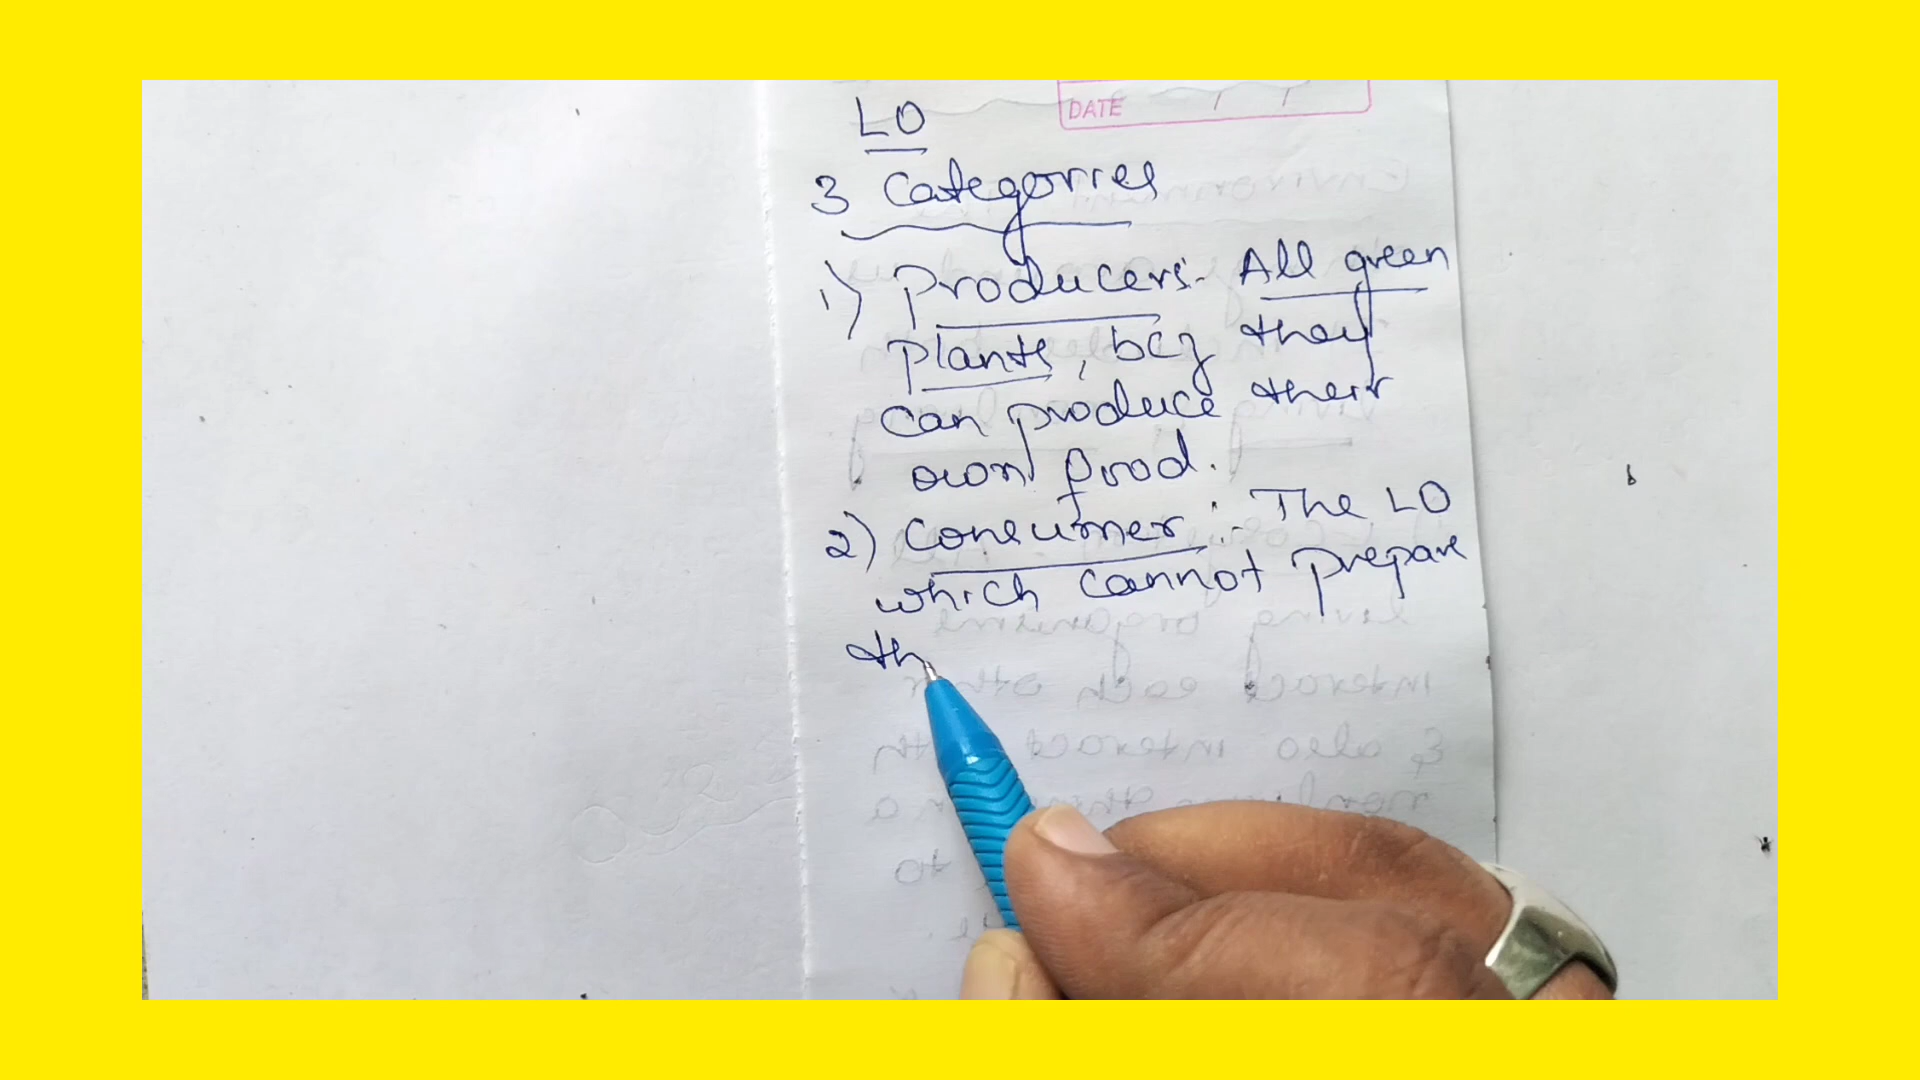 DATE / /
LO
3 Categories
1) Producers:- All green
plants, bcz they
can produce their
own food.
2) Consumer :- The LO
which cannot prepare
th